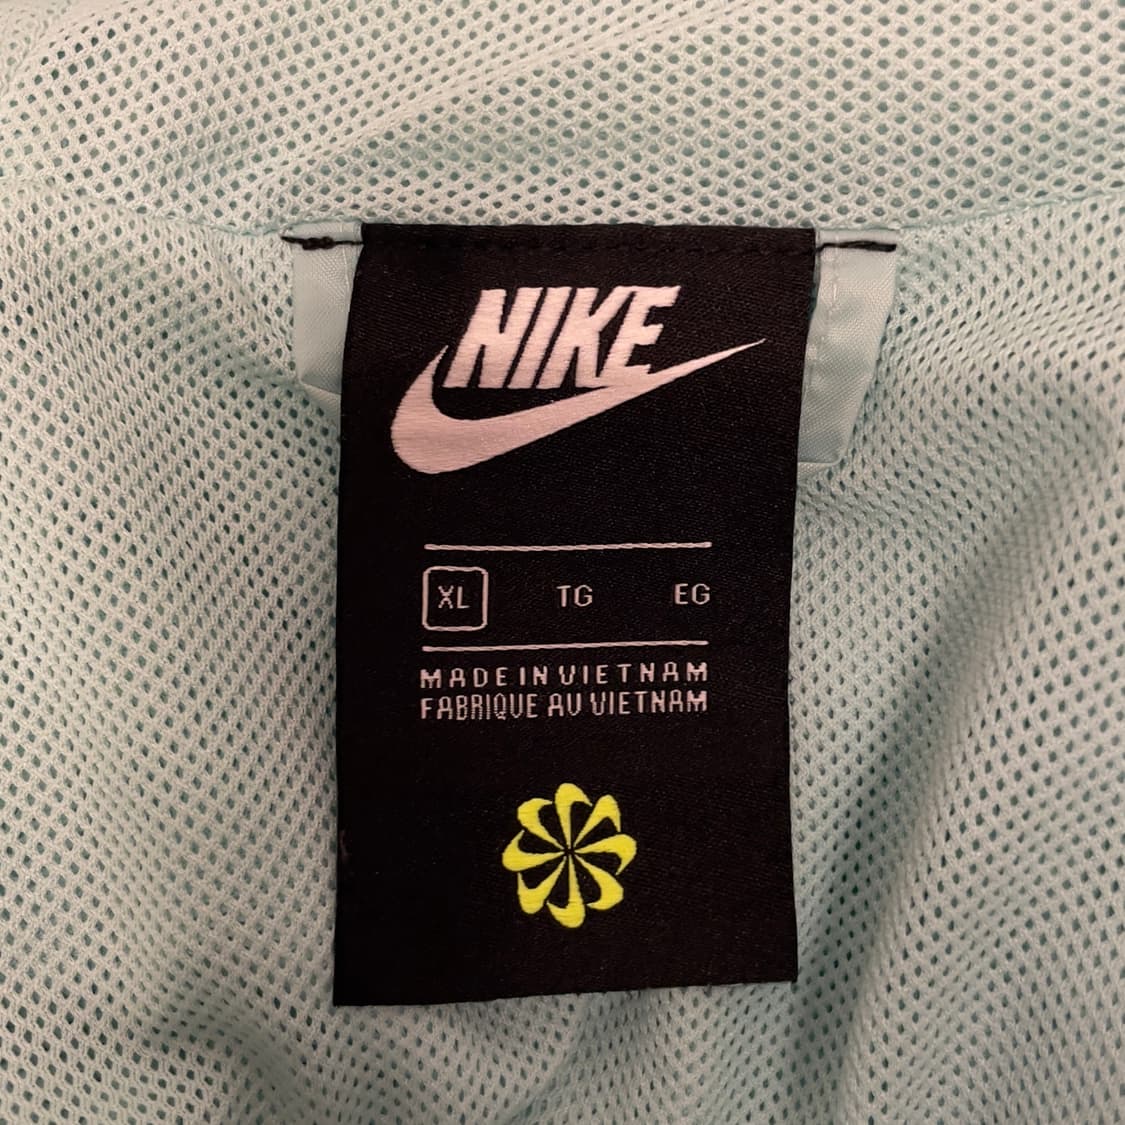 NIKE
XL TG EG
MADE IN VIETNAM
FABRIQUE AU VIETNAM